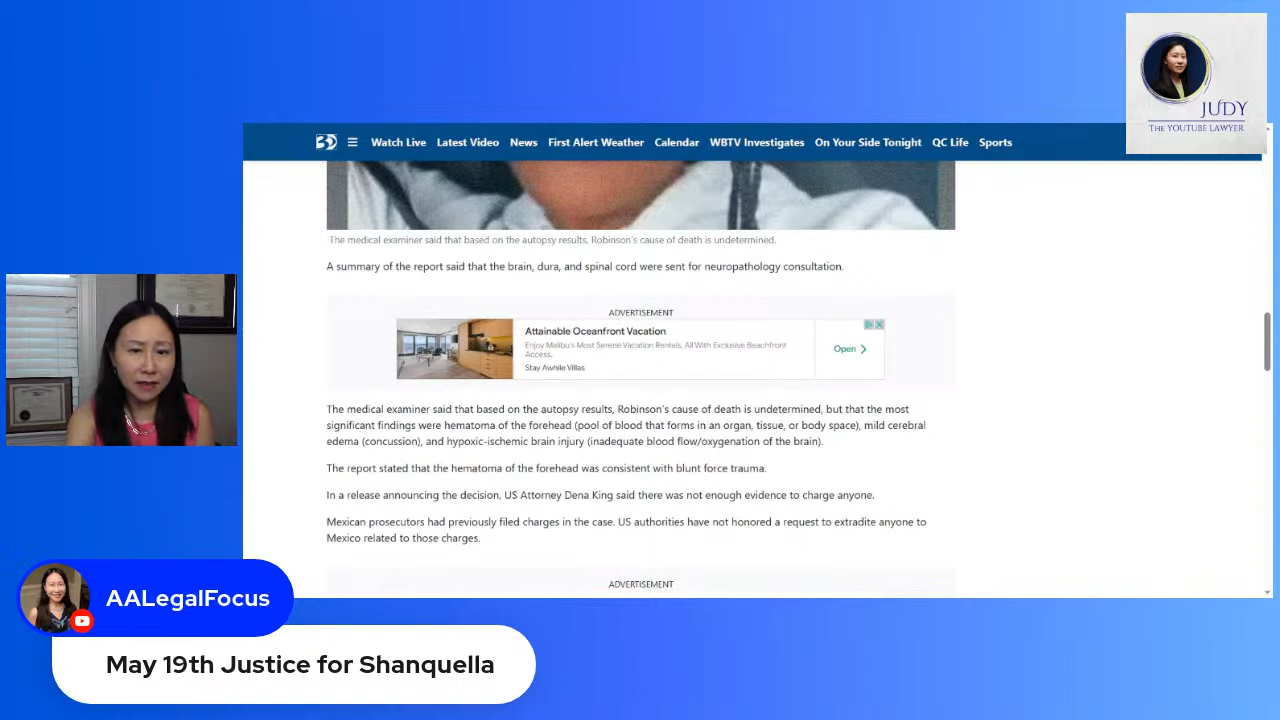 JUDY
THE YOUTUBE LAWYER
Watch Live Latest Video News First Alert Weather Calendar WBTV Investigates On Your Side Tonight QC Life Sports
The medical examiner said that based on the autopsy results, Robinson's cause of death is undetermined.
A summary of the report said that the brain, dura, and spinal cord were sent for neuropathology consultation.
ADVERTISEMENT
Attainable Oceanfront Vacation
Enjoy Malibu's Most Serene Vacation Rentals, All With Exclusive Beachfront
Access.
Stay Awhile Villas
Open
The medical examiner said that based on the autopsy results, Robinson's cause of death is undetermined, but that the most
significant findings were hematoma of the forehead (pool of blood that forms in an organ, tissue, or body space), mild cerebral
edema (concussion), and hypoxic-ischemic brain injury (inadequate blood flow/oxygenation of the brain).
The report stated that the hematoma of the forehead was consistent with blunt force trauma.
In a release announcing the decision, US Attorney Dena King said there was not enough evidence to charge anyone.
Mexican prosecutors had previously filed charges in the case. US authorities have not honored a request to extradite anyone to
Mexico related to those charges.
ADVERTISEMENT
AALegalFocus
May 19th Justice for Shanquella